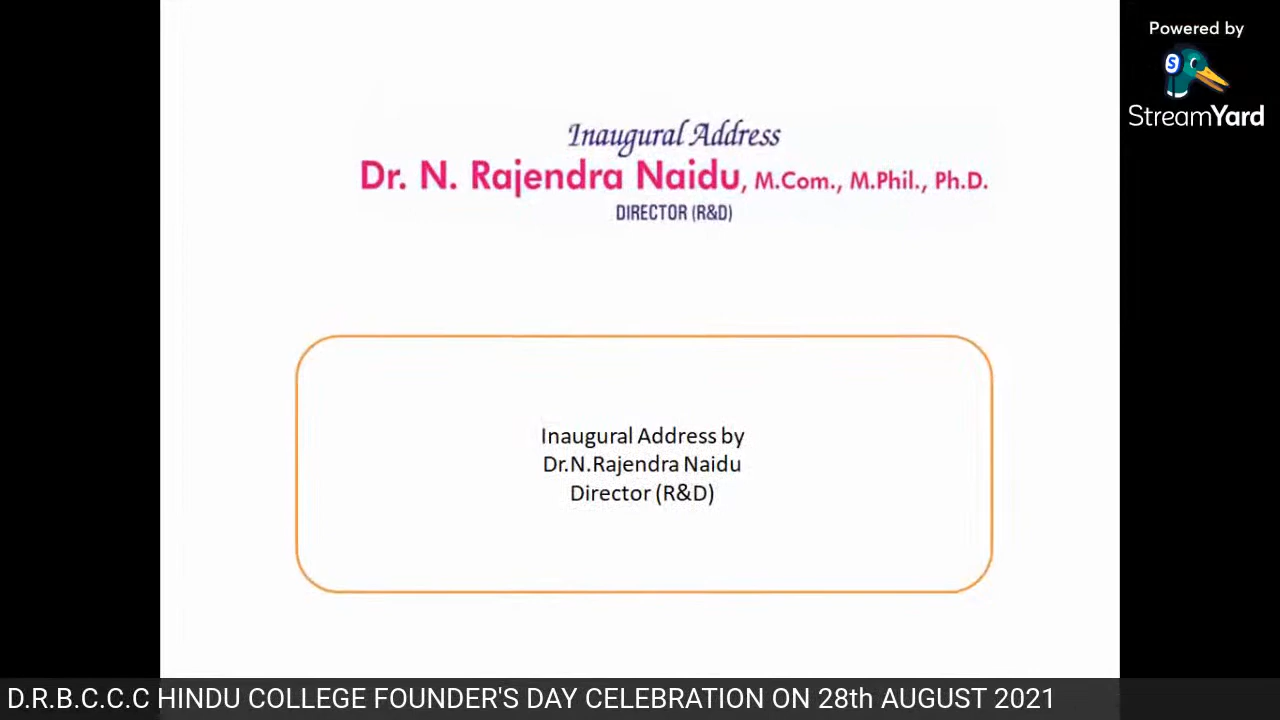 Powered by
S
StreamYard
Inaugural Address
Dr. N. Rajendra Naidu, M.Com., M.Phil., Ph.D.
DIRECTOR (R&D)
Inaugural Address by
Dr.N.Rajendra Naidu
Director (R&D)
D.R.B.C.C.C HINDU COLLEGE FOUNDER'S DAY CELEBRATION ON 28th AUGUST 2021